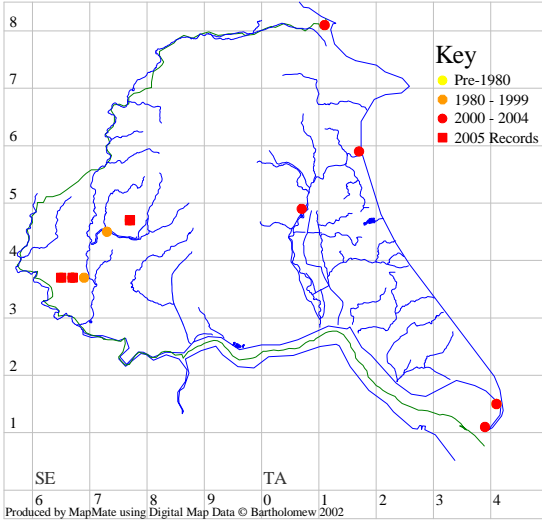 8
7
6
5
4
3
2
1
Key
Pre-1980
1980 - 1999
2000 - 2004
2005 Records
SE TA
6 7 8 9 0 1 2 3 4
Produced by MapMate using Digital Map Data © Bartholomew 2002